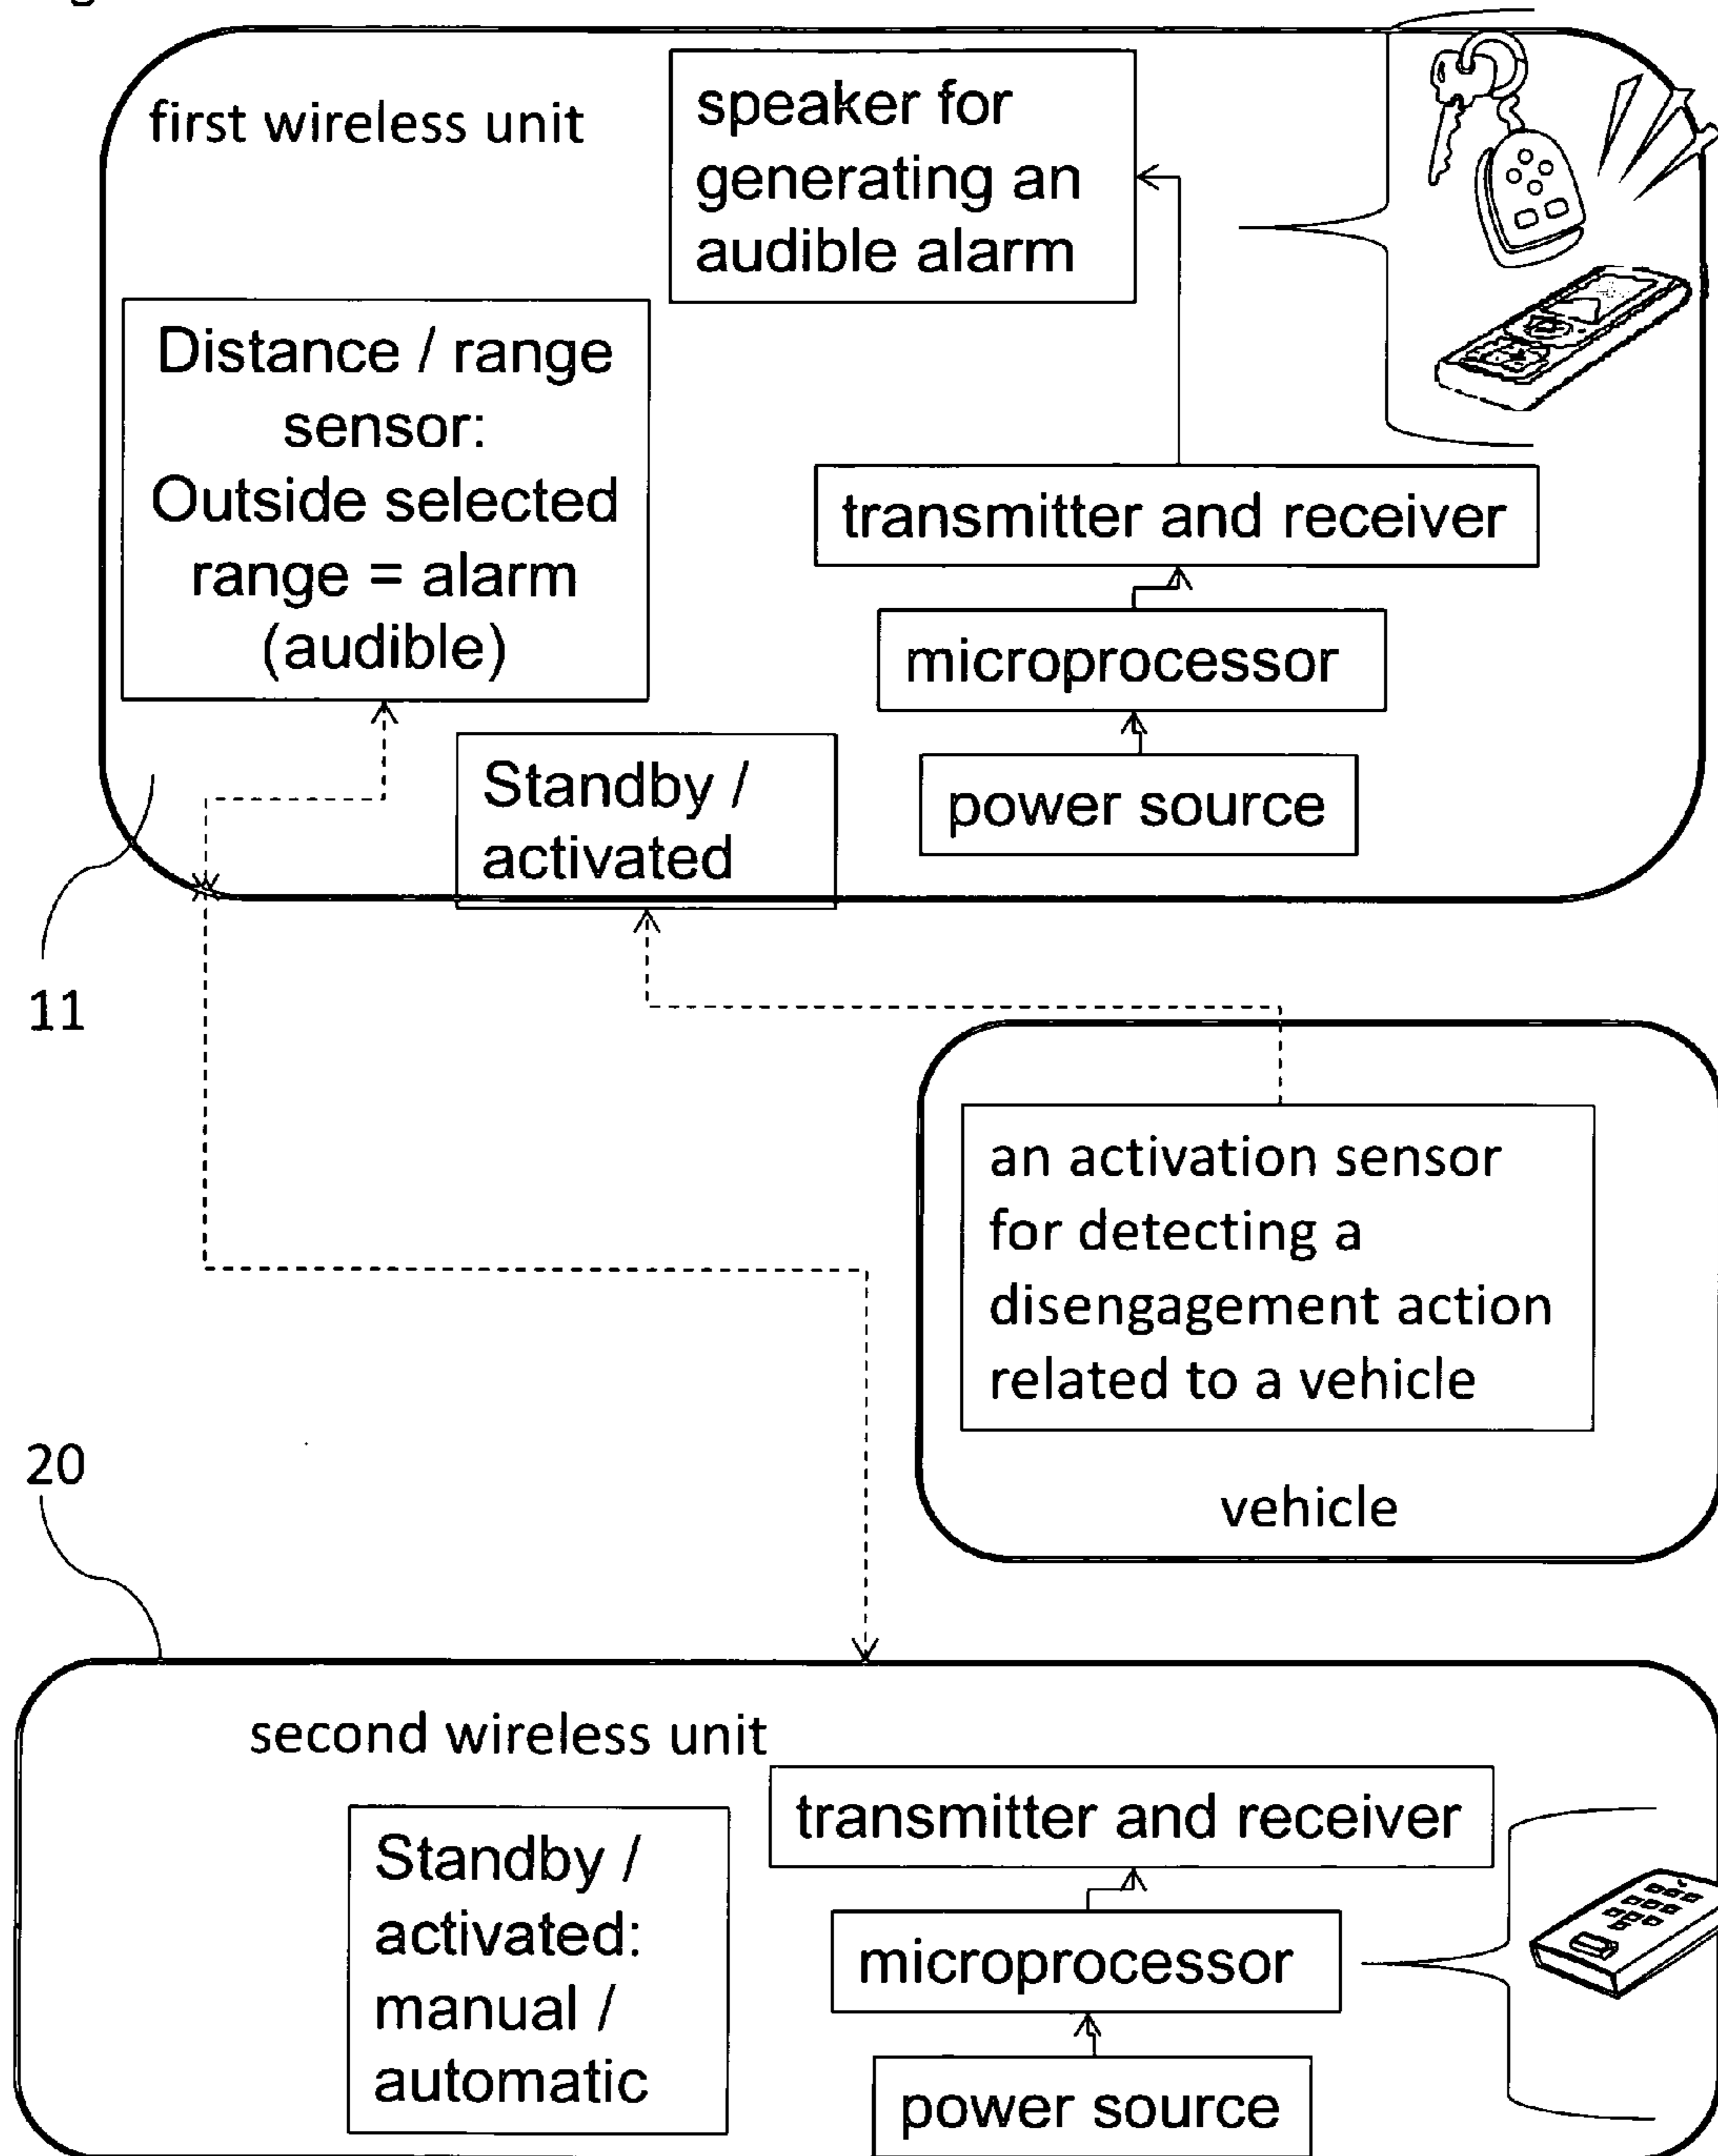 first wireless unit
speaker for
generating an
audible alarm
Distance / range
sensor:
Outside selected
range = alarm
(audible)
transmitter and receiver
microprocessor
power source
Standby /
activated
11
an activation sensor
for detecting a
disengagement action
related to a vehicle
vehicle
20
second wireless unit
transmitter and receiver
Standby /
activated:
manual /
automatic
microprocessor
power source